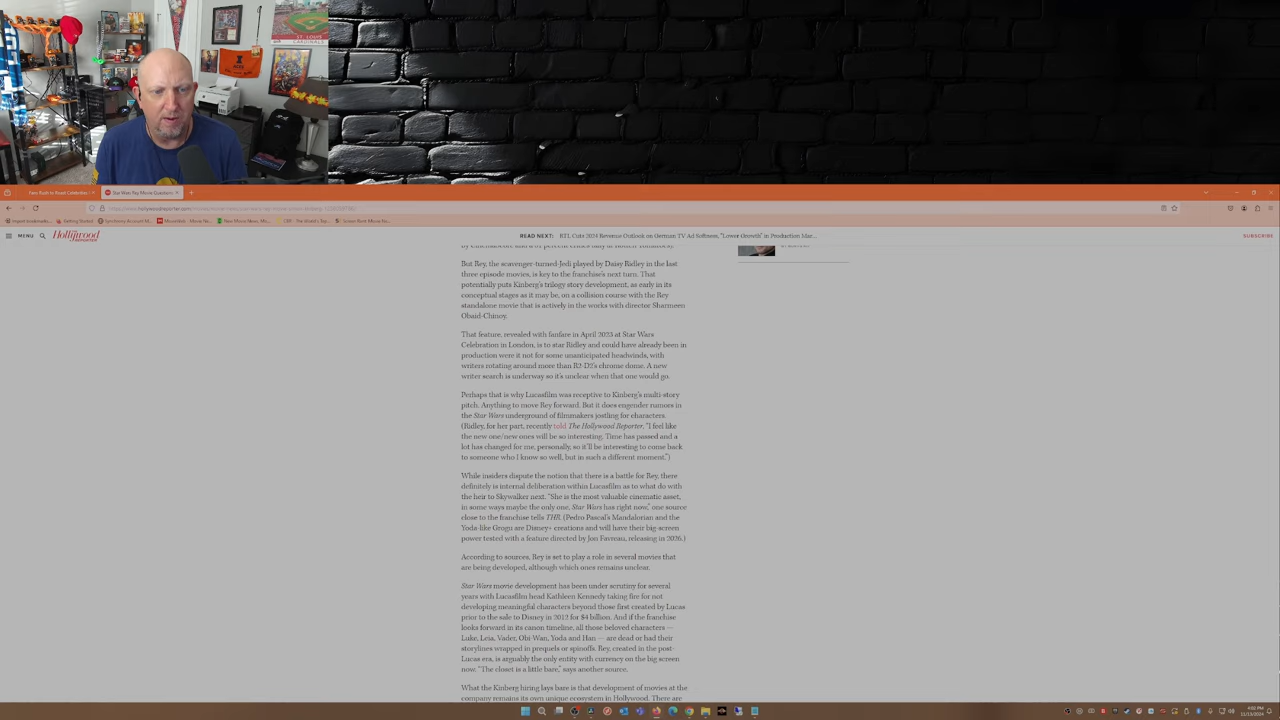 ST. LOUIS
CARDINALS
Star Wars' Rey Movie Questions
MENU
Hollywood
REPORTER
READ NEXT: RTL Cuts 2024 Revenue Outlook on German TV Ad Softness, "Lower Growth" in Production Mar...
SUBSCRIBE
But Rey, the scavenger-turned-Jedi played by Daisy Ridley in the last
three episode movies, is key to the franchise's next turn. That
potentially puts Kinberg's trilogy story development, as early in its
conceptual stages as it may be, on a collision course with the Rey
standalone movie that is actively in the works with director Sharmeen
Obaid-Chinoy.
That feature, revealed with fanfare in April 2023 at Star Wars
Celebration in London, is to star Ridley and could have already been in
production were it not for some unanticipated headwinds, with
writers rotating around more than R2-D2's chrome dome. A new
writer search is underway so it's unclear when that one would go.
Perhaps that is why Lucasfilm was receptive to Kinberg's multi-story
pitch. Anything to move Rey forward. But it does engender rumors in
the Star Wars underground of filmmakers jostling for characters.
(Ridley, for her part, recently told The Hollywood Reporter, "I feel like
the new one/new ones will be so interesting. Time has passed and a
lot has changed for me, personally, so it'll be interesting to come back
to someone who I know so well, but in such a different moment.")
While insiders dispute the notion that there is a battle for Rey, there
definitely is internal deliberation within Lucasfilm as to what do with
the heir to Skywalker next. "She is the most valuable cinematic asset,
in some ways maybe the only one, Star Wars has right now," one source
close to the franchise tells THR. (Pedro Pascal's Mandalorian and the
Yoda-like Grogu are Disney+ creations and will have their big-screen
power tested with a feature directed by Jon Favreau, releasing in 2026.)
According to sources, Rey is set to play a role in several movies that
are being developed, although which ones remains unclear.
Star Wars movie development has been under scrutiny for several
years with Lucasfilm head Kathleen Kennedy taking fire for not
developing meaningful characters beyond those first created by Lucas
prior to the sale to Disney in 2012 for $4 billion. And if the franchise
looks forward in its canon timeline, all those beloved characters —
Luke, Leia, Vader, Obi Wan, Yoda and Han — are dead or had their
storylines wrapped in prequels or spinoffs. Rey, created in the post-
Lucas era, is arguably the only entity with currency on the big screen
now. "The closet is a little bare," says another source.
What the Kinberg hiring lays bare is that development of movies at the
company remains its own unique ecosystem in Hollywood. There are